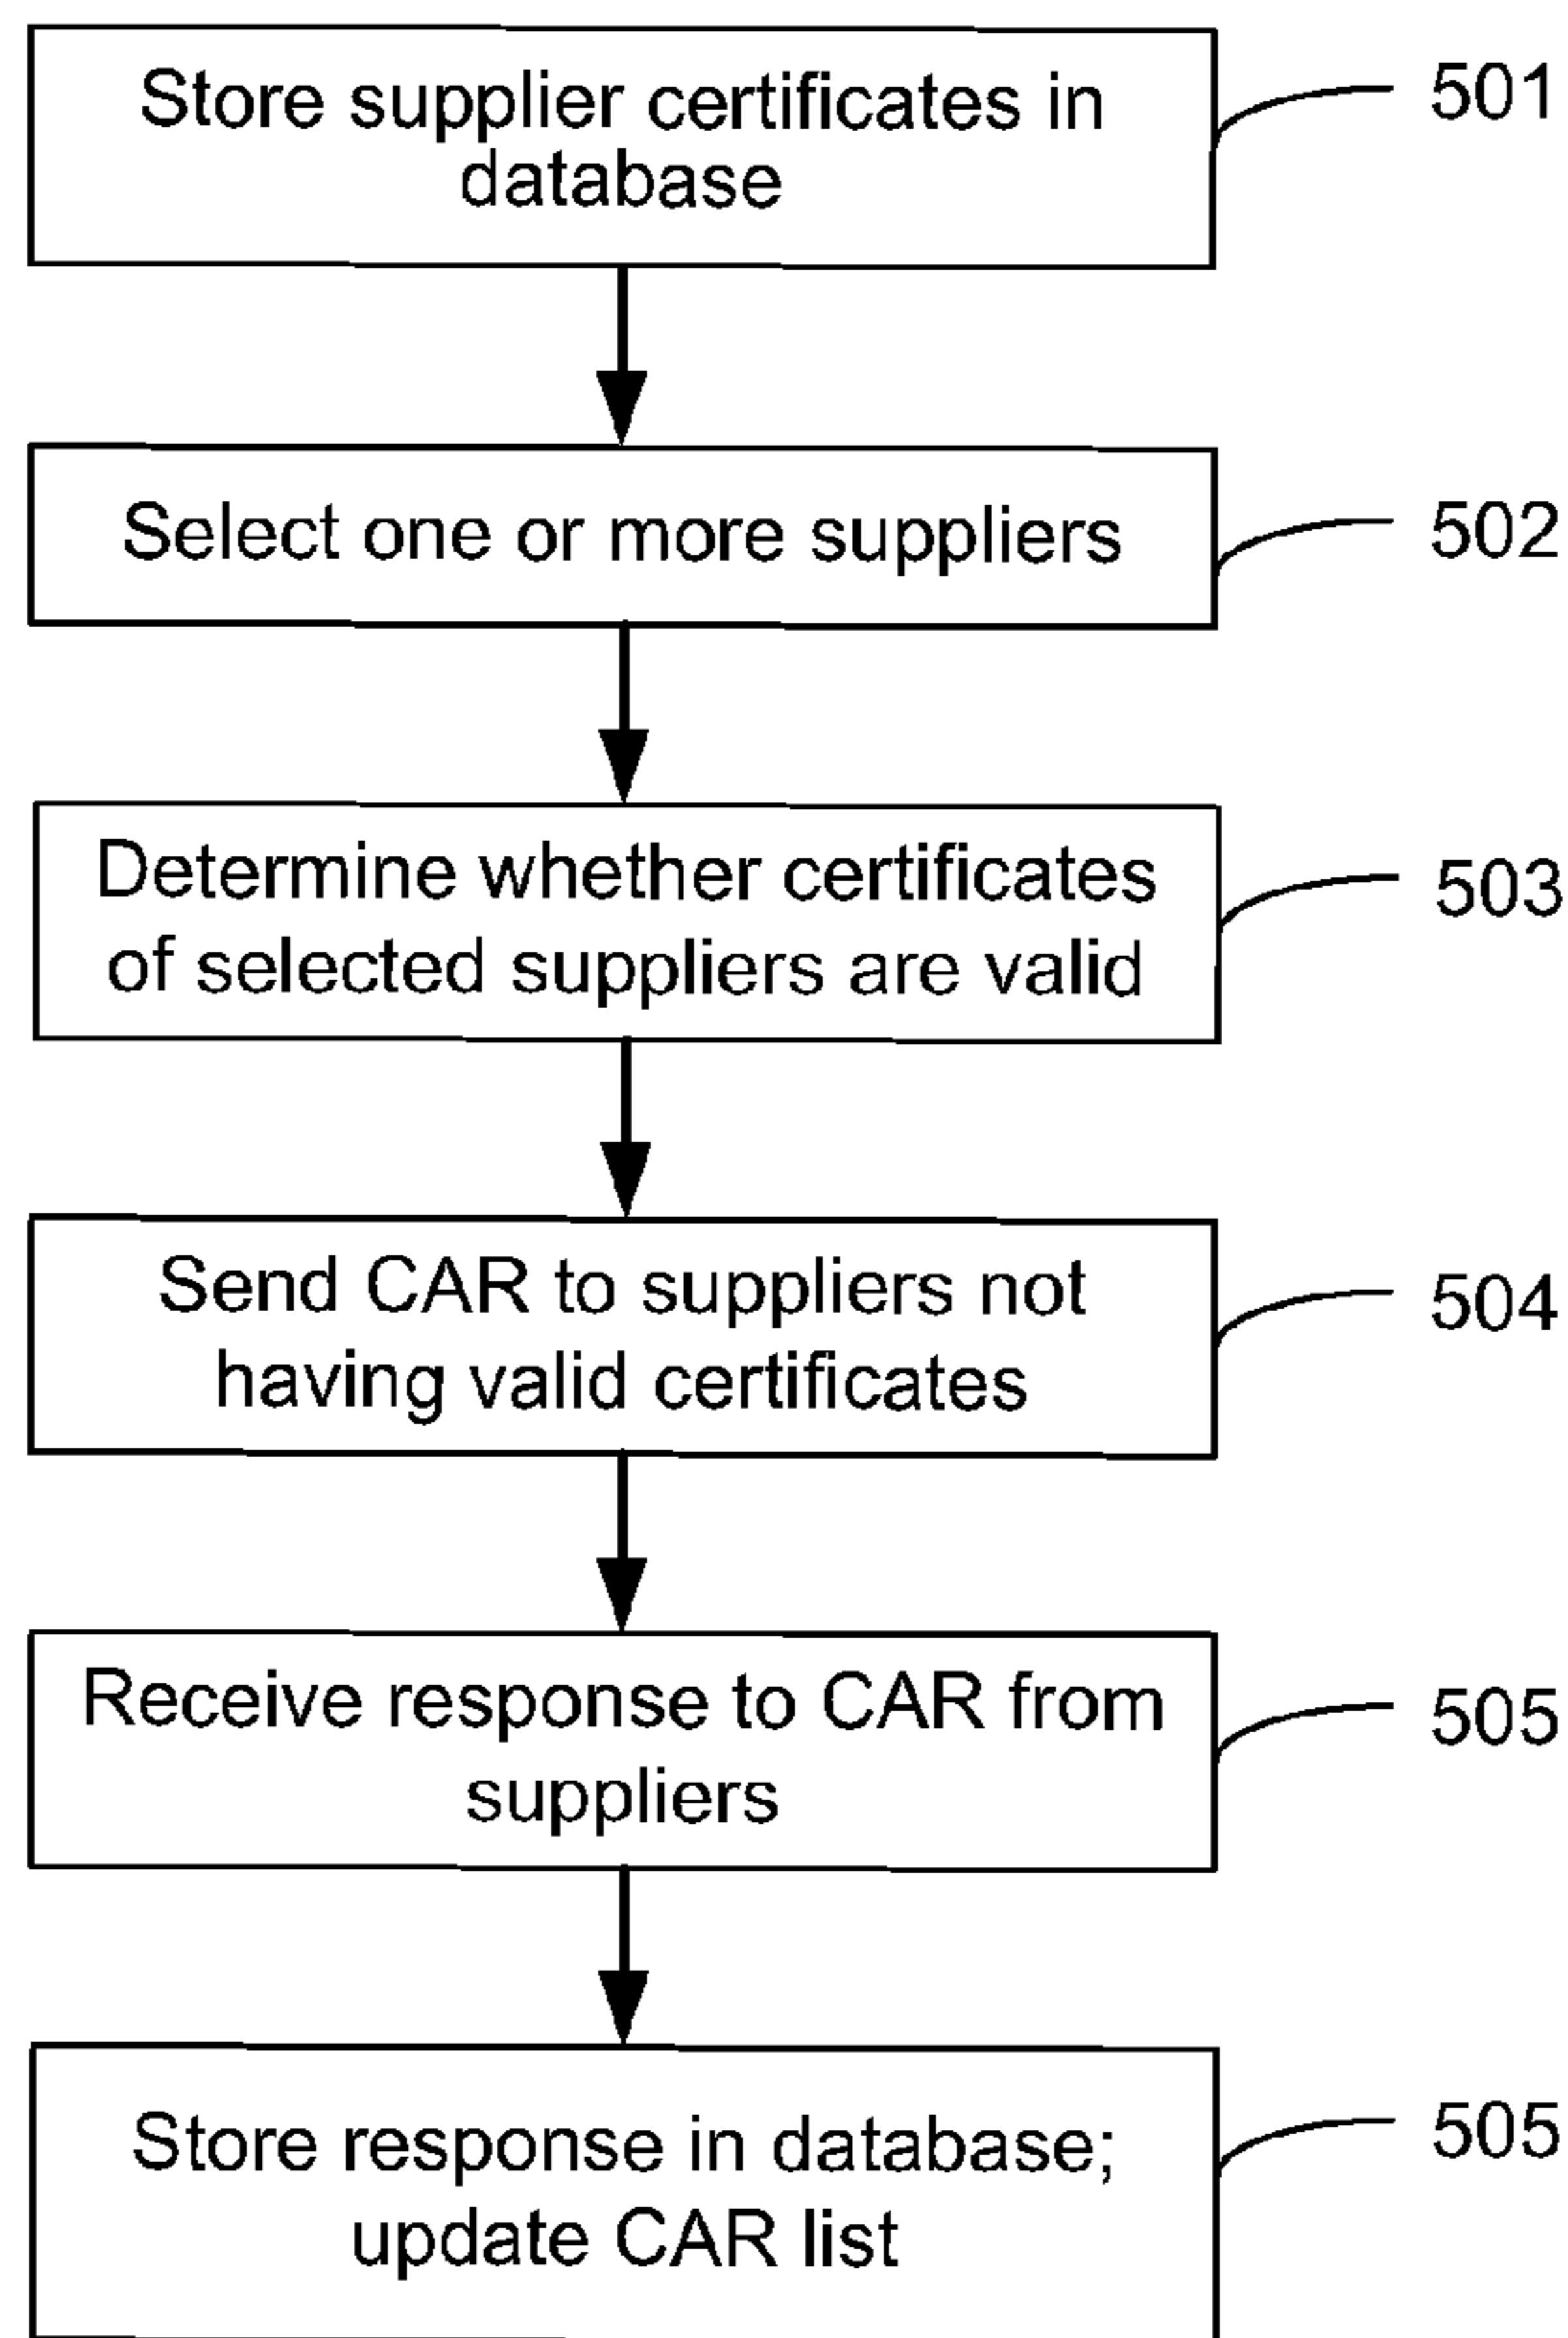 Store supplier certificates in
database
501
Select one or more suppliers
502
Determine whether certificates
of selected suppliers are valid
503
Send CAR to suppliers not
having valid certificates
504
Receive response to CAR from
suppliers
505
Store response in database;
update CAR list
505